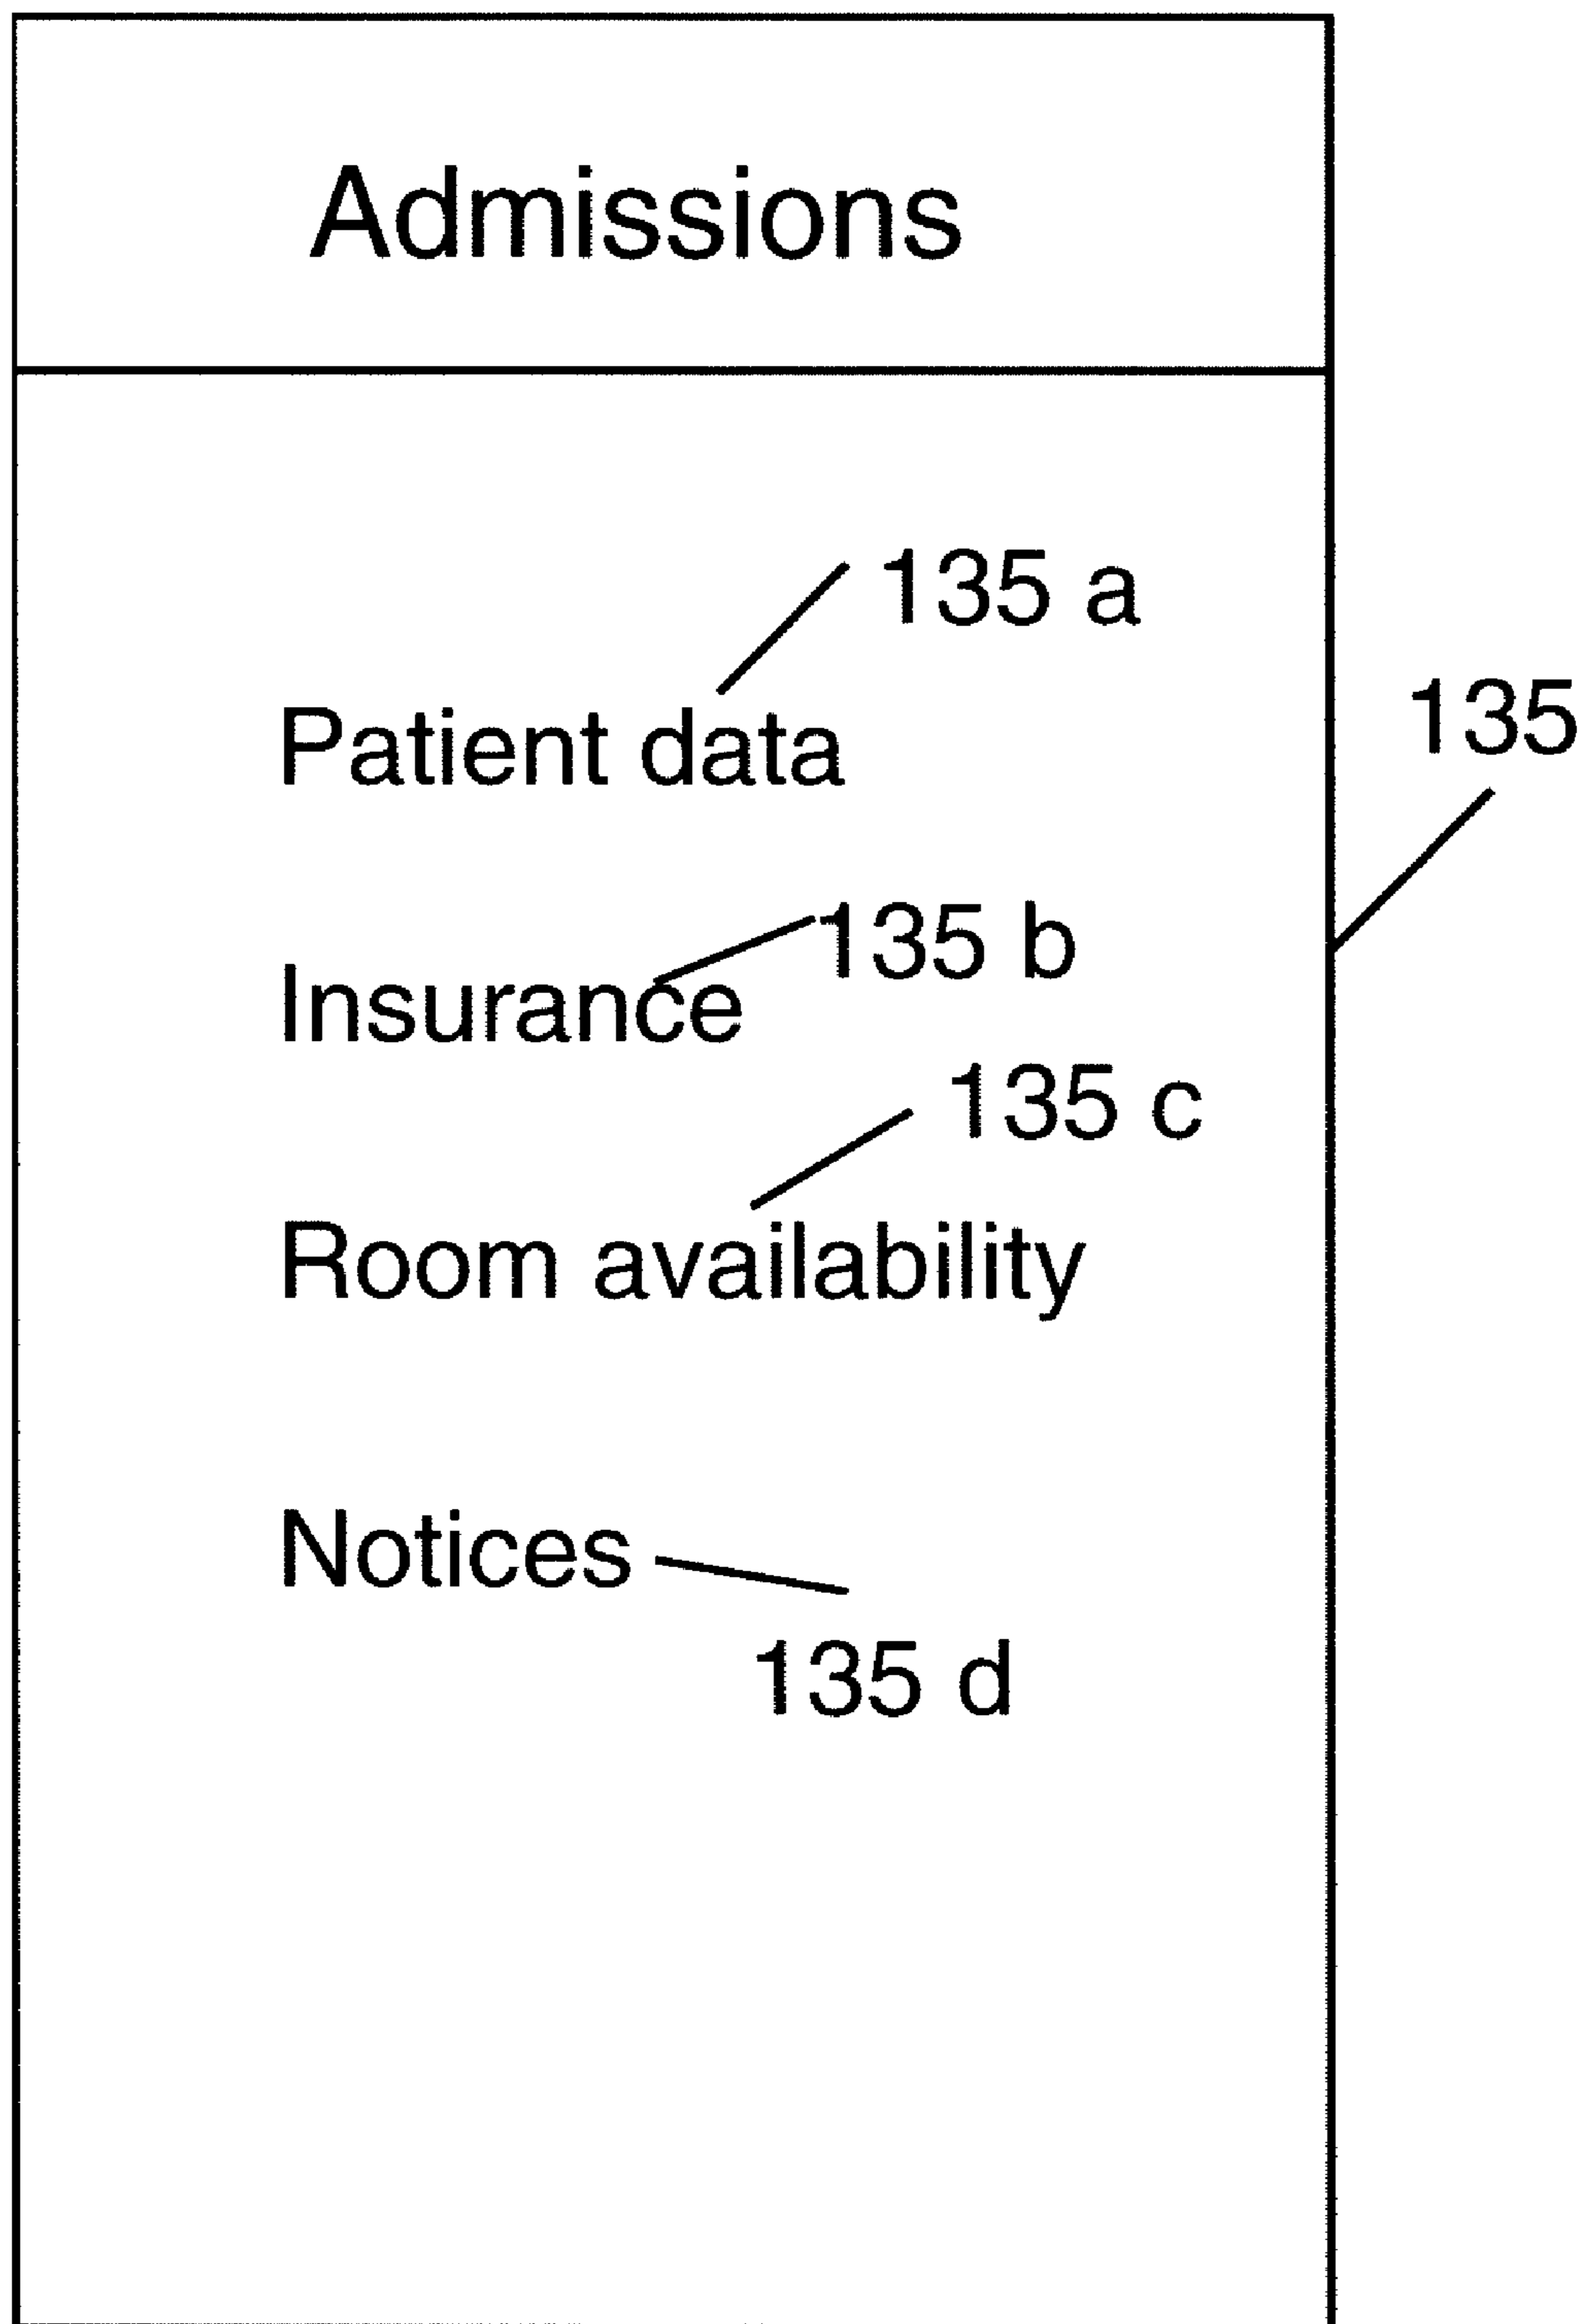 Admissions
135 a
Patient data
135
135 b
Insurance
135 c
Room availability
Notices
135 d